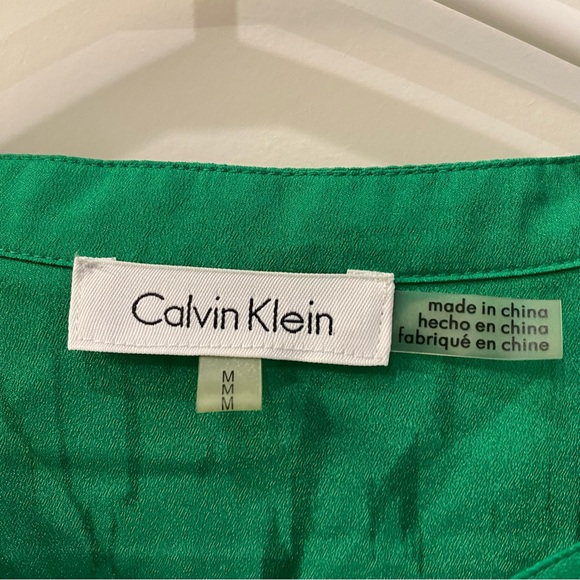 Calvin Klein
made in china
hecho en china
fabriqué en chine
M
M
M